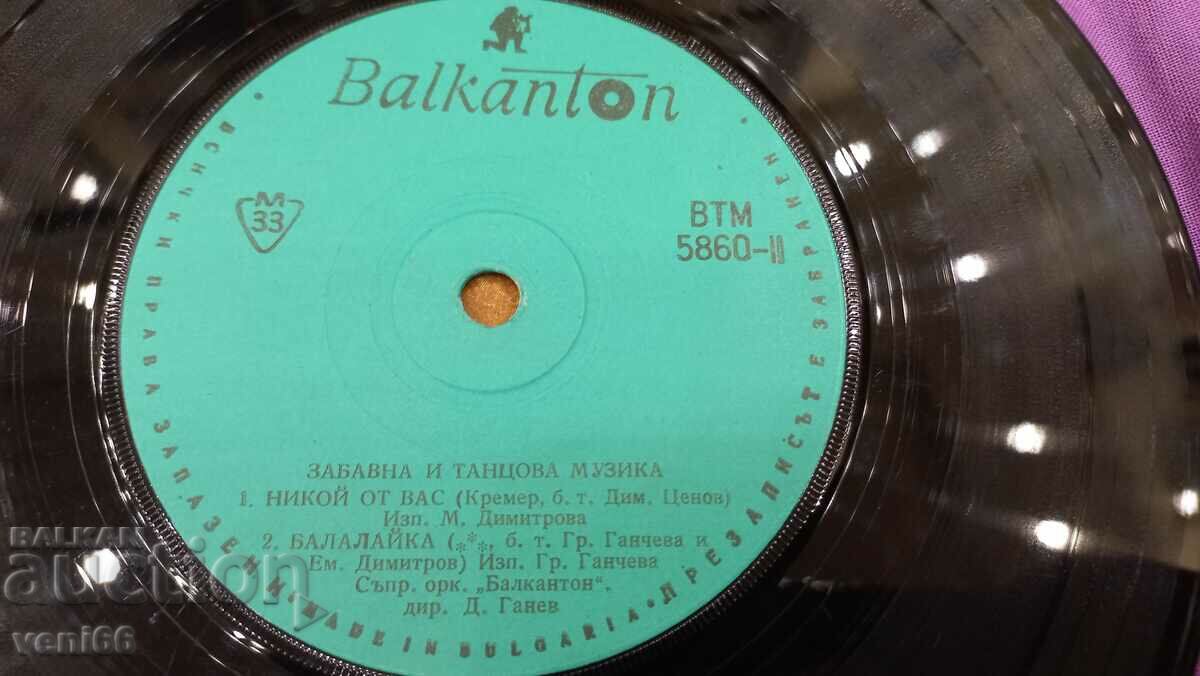 Balkanton
М
33
ВТМ
5860-II
ЗАБАВНА И ТАНЦОВА МУЗИКА
1. НИКОЙ ОТ ВАС (Кремер, б. т. Дим. Ценов)
Изп. М. Димитрова
2. БАЛАЛАЙКА (***, б. т. Гр. Ганчева и
Ем. Димитров) Изп. Гр. Ганчева
Съпр. орк. „Балкантон“.
дир. Д. Ганев
ВСИЧКИ ПРАВА ЗАПАЗЕНИ • MADE IN BULGARIA • ПРЕЗАПИСЪТ Е ЗАБРАНЕН
BALKAN
auction
veni66